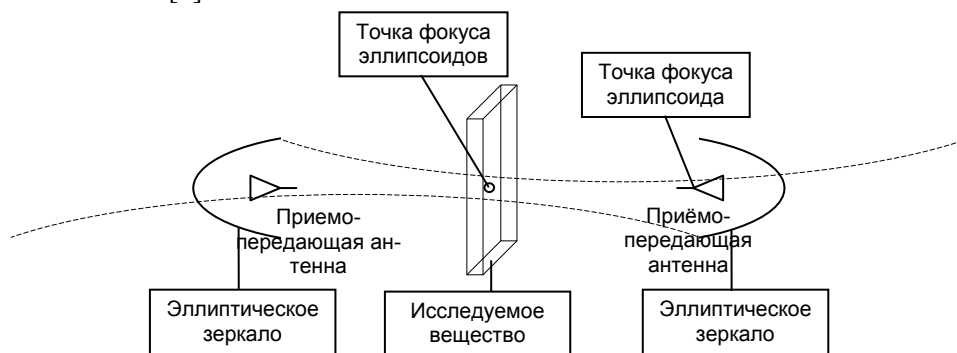 Точка фокуса
эллипсоидов
Точка фокуса
эллипсоида
Приемо-
передающая ан-
тенна
Приёмо-
передающая
антенна
Эллиптическое
зеркало
Исследуемое
вещество
Эллиптическое
зеркало